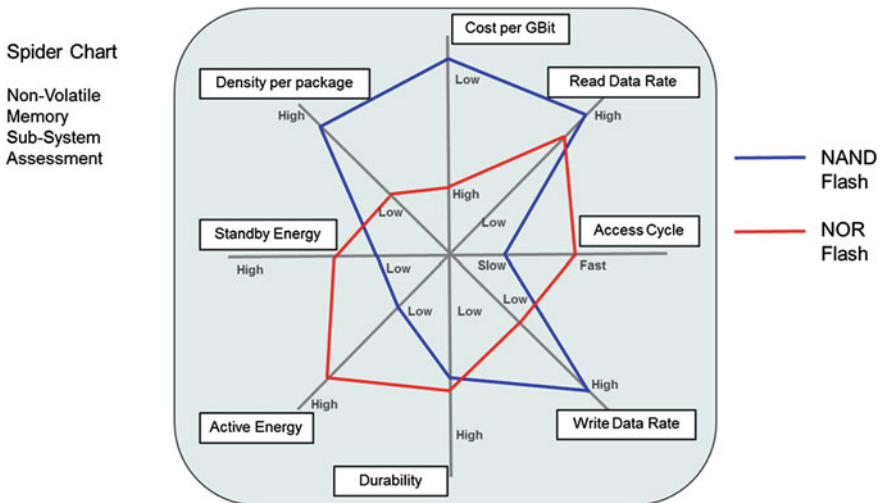 Spider Chart
Non-Volatile
Memory
Sub-System
Assessment
Cost per GBit
Low
High
Density per package
High
Low
Read Data Rate
High
Low
Standby Energy
High
Low
Access Cycle
Slow
Fast
Active Energy
High
Low
Durability
Low
High
Write Data Rate
Low
High
NAND
Flash
NOR
Flash